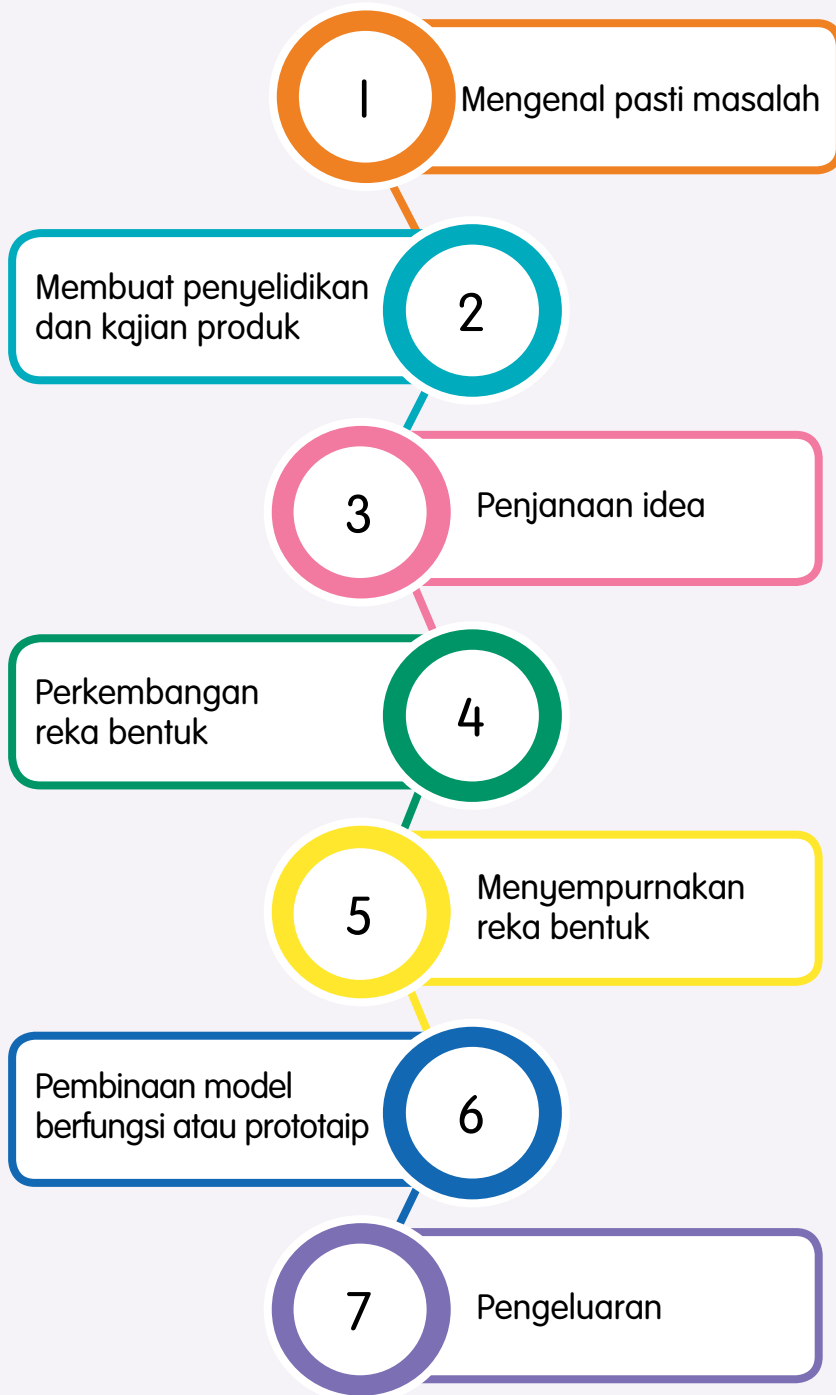 1
Mengenal pasti masalah
2
Membuat penyelidikan
dan kajian produk
3
Penjanaan idea
4
Perkembangan
reka bentuk
5
Menyempurnakan
reka bentuk
6
Pembinaan model
berfungsi atau prototaip
7
Pengeluaran